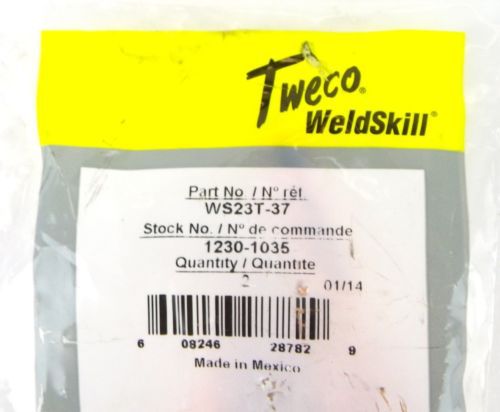 Tweco®
WeldSkill®
Part No. / N° réf.
WS23T-37
Stock No. / N° de commande
1230-1035
Quantity / Quantite
2
01/14
6 08246 28782 9
Made in Mexico